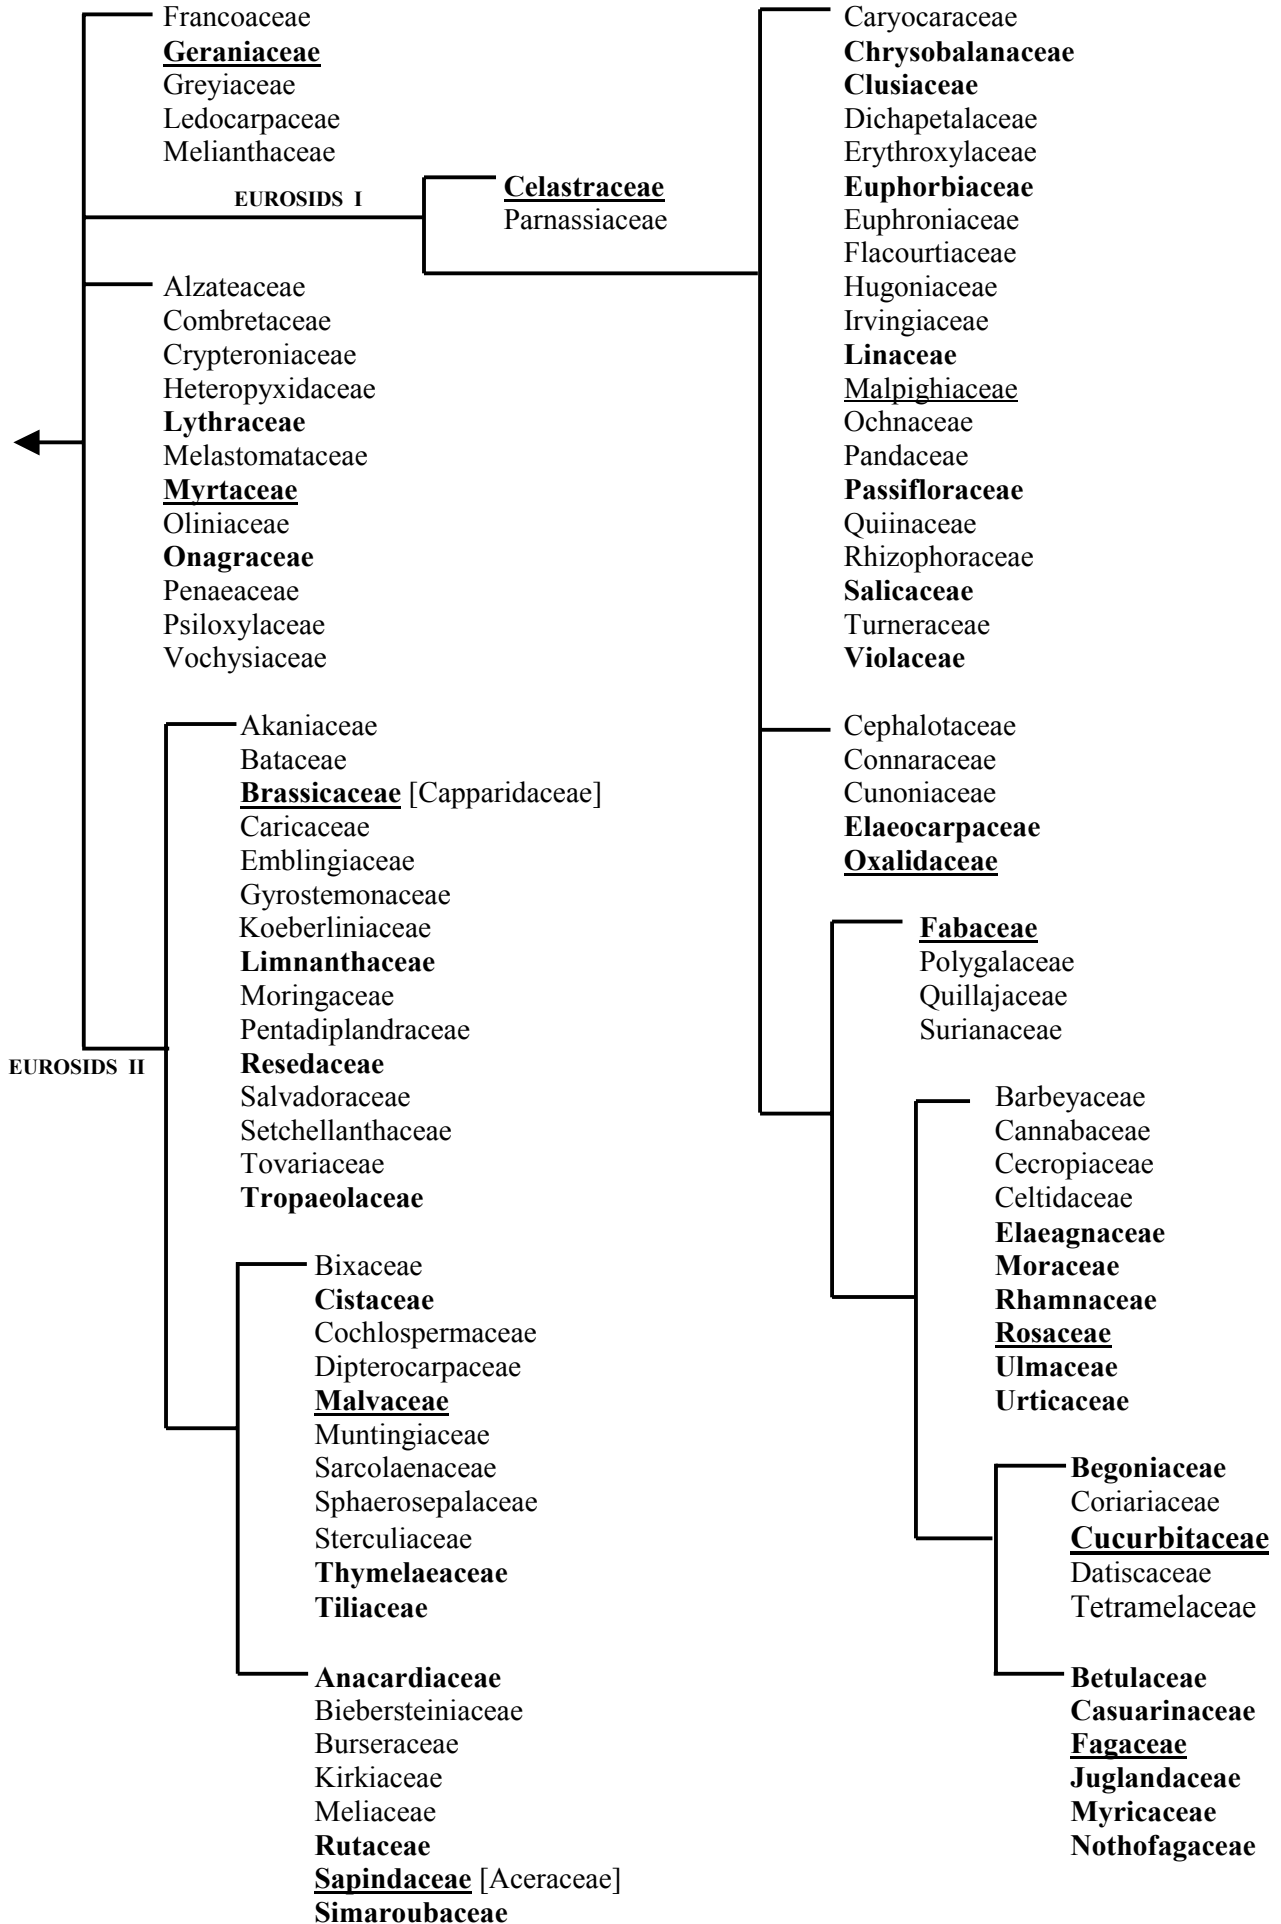 Francoaceae
Geraniaceae
Greyiaceae
Ledocarpaceae
Melianthaceae
EUROSIDS I
Celastraceae
Parnassiaceae
Alzateaceae
Combretaceae
Crypteroniaceae
Heteropyxidaceae
Lythraceae
Melastomataceae
Myrtaceae
Oliniaceae
Onagraceae
Penaeaceae
Psiloxylaceae
Vochysiaceae
Akaniaceae
Bataceae
Brassicaceae [Capparidaceae]
Caricaceae
Emblingiaceae
Gyrostemonaceae
Koeberliniaceae
Limnanthaceae
Moringaceae
Pentadiplandraceae
Resedaceae
Salvadoraceae
Setchellanthaceae
Tovariaceae
Tropaeolaceae
EUROSIDS II
Bixaceae
Cistaceae
Cochlospermaceae
Dipterocarpaceae
Malvaceae
Muntingiaceae
Sarcolaenaceae
Sphaerosepalaceae
Sterculiaceae
Thymelaeaceae
Tiliaceae
Anacardiaceae
Biebersteiniaceae
Burseraceae
Kirkiaceae
Meliaceae
Rutaceae
Sapindaceae [Aceraceae]
Simaroubaceae
Caryocaraceae
Chrysobalanaceae
Clusiaceae
Dichapetalaceae
Erythroxylaceae
Euphorbiaceae
Euphroniaceae
Flacourtiaceae
Hugoniaceae
Irvingiaceae
Linaceae
Malpighiaceae
Ochnaceae
Pandaceae
Passifloraceae
Quiinaceae
Rhizophoraceae
Salicaceae
Turneraceae
Violaceae
Cephalotaceae
Connaraceae
Cunoniaceae
Elaeocarpaceae
Oxalidaceae
Fabaceae
Polygalaceae
Quillajaceae
Surianaceae
Barbeyaceae
Cannabaceae
Cecropiaceae
Celtidaceae
Elaeagnaceae
Moraceae
Rhamnaceae
Rosaceae
Ulmaceae
Urticaceae
Begoniaceae
Coriariaceae
Cucurbitaceae
Datiscaceae
Tetramelaceae
Betulaceae
Casuarinaceae
Fagaceae
Juglandaceae
Myricaceae
Nothofagaceae